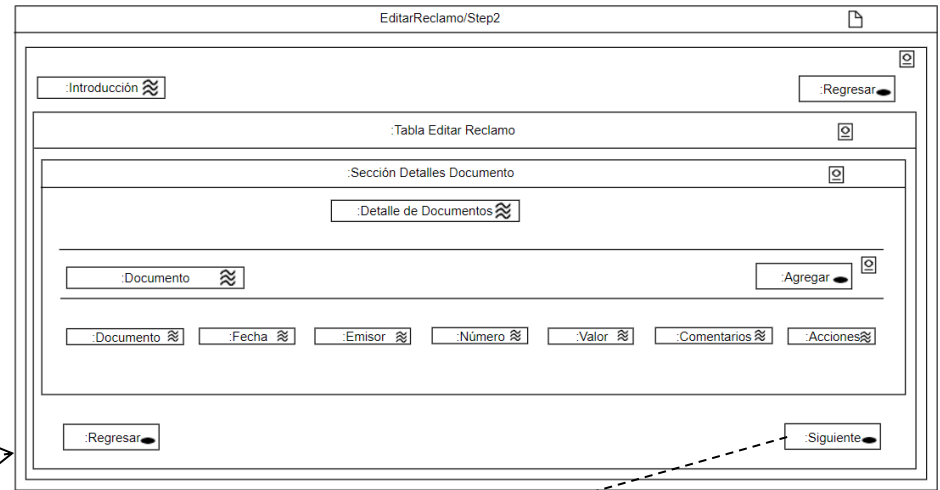 EditarReclamo/Step2
:Introducción
:Regresar
:Tabla Editar Reclamo
:Sección Detalles Documento
:Detalle de Documentos
:Documento
:Agregar
:Documento :Fecha :Emisor :Número :Valor :Comentarios :Acciones
:Regresar
:Siguiente